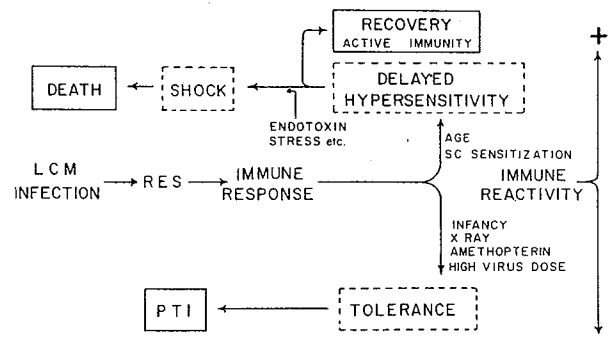 RECOVERY
ACTIVE IMMUNITY
+
DEATH
SHOCK
DELAYED
HYPERSENSITIVITY
ENDOTOXIN
STRESS etc.
AGE
SC SENSITIZATION
LCM
INFECTION
RES
IMMUNE
RESPONSE
IMMUNE
REACTIVITY
INFANCY
X RAY
AMETHOPTERIN
HIGH VIRUS DOSE
PTI
TOLERANCE